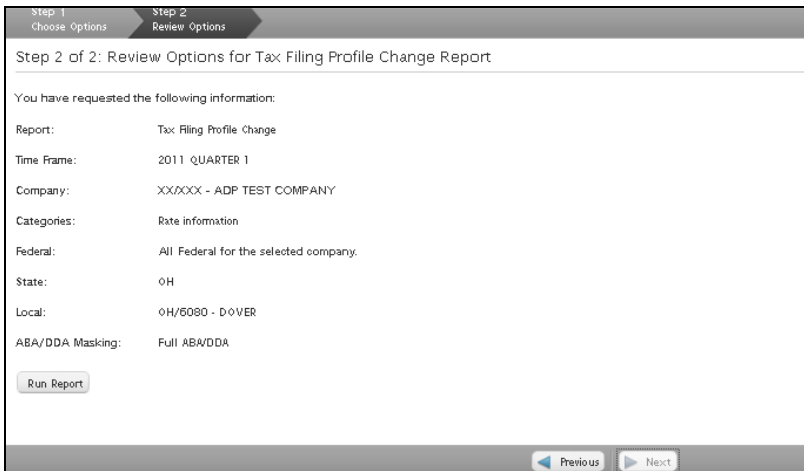 Step 1
Choose Options
Step 2
Review Options
Step 2 of 2: Review Options for Tax Filing Profile Change Report
You have requested the following information:
Report: Tax Filing Profile Change
Time Frame: 2011 QUARTER 1
Company: XX/XXX - ADP TEST COMPANY
Categories: Rate information
Federal: All Federal for the selected company.
State: OH
Local: OH/6080 - DOVER
ABA/DDA Masking: Full ABA/DDA
Run Report
Previous Next